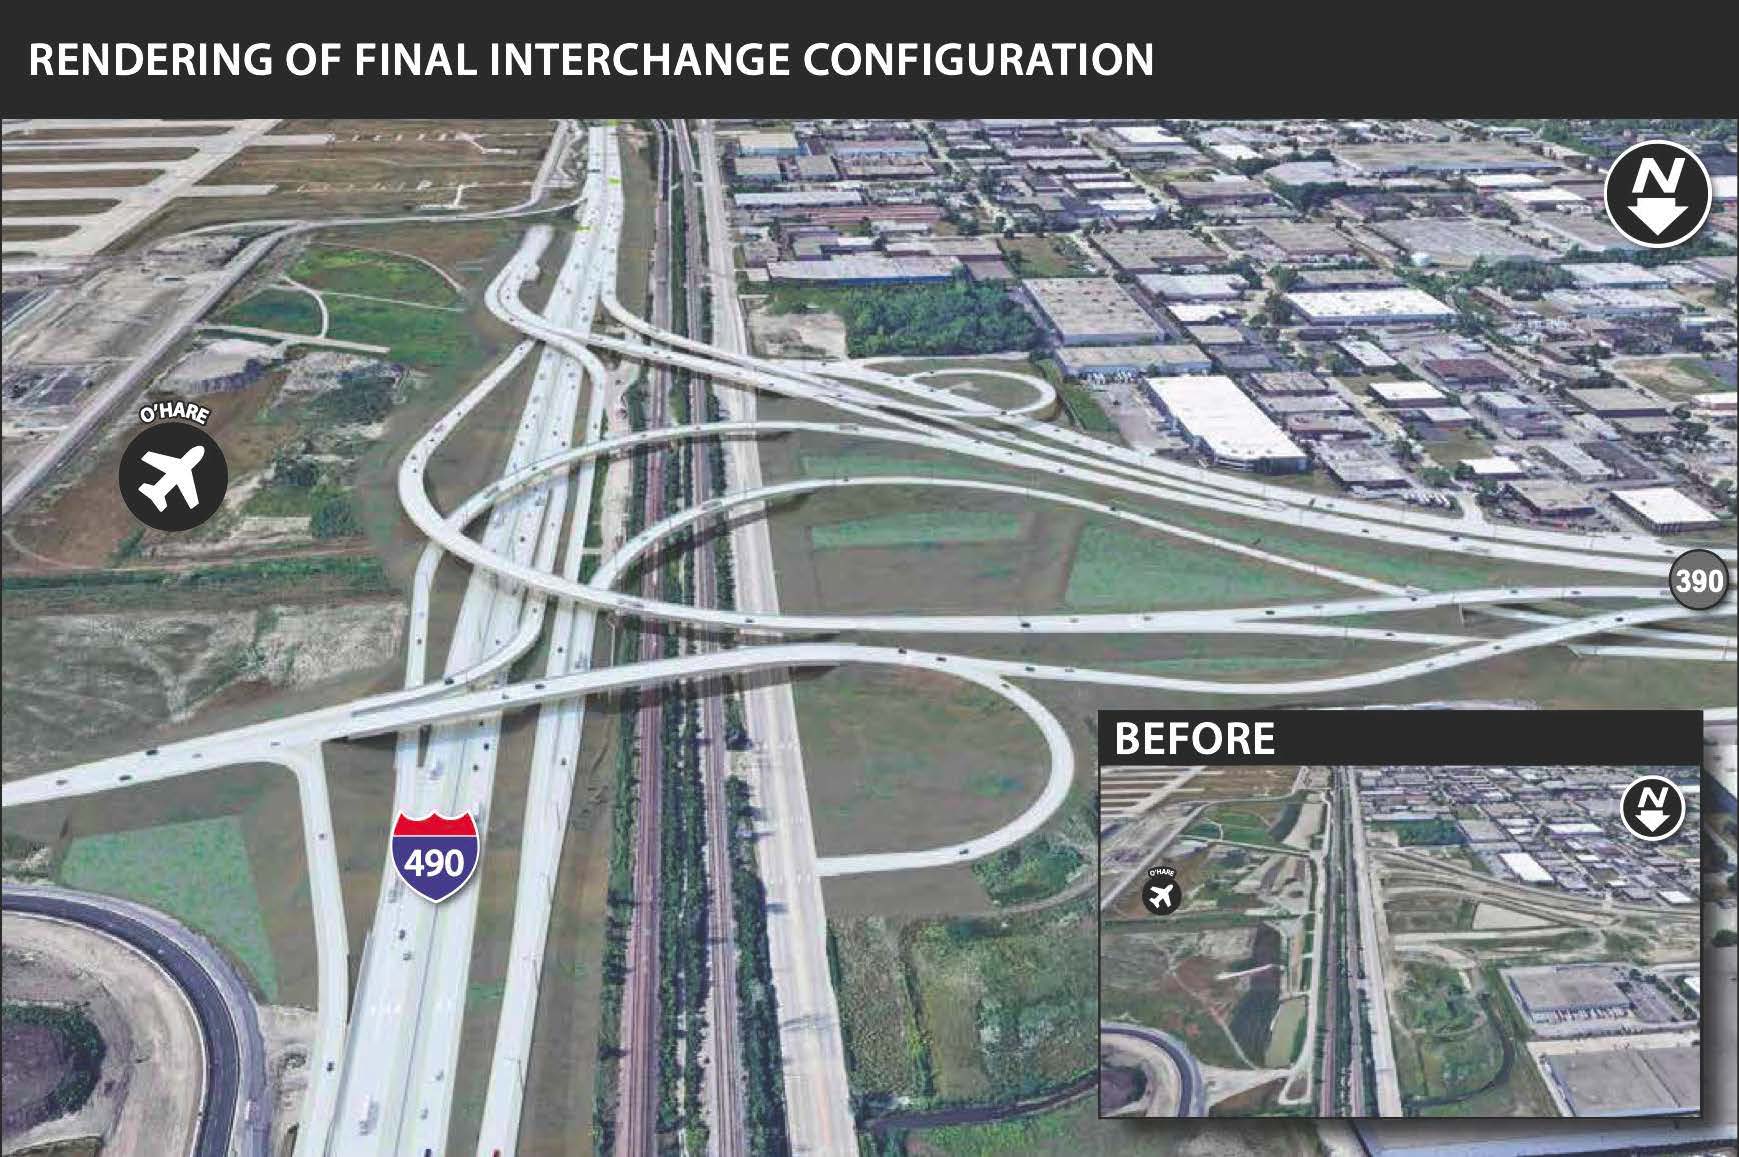 RENDERING OF FINAL INTERCHANGE CONFIGURATION
N
O'HARE
390
BEFORE
N
O'HARE
490